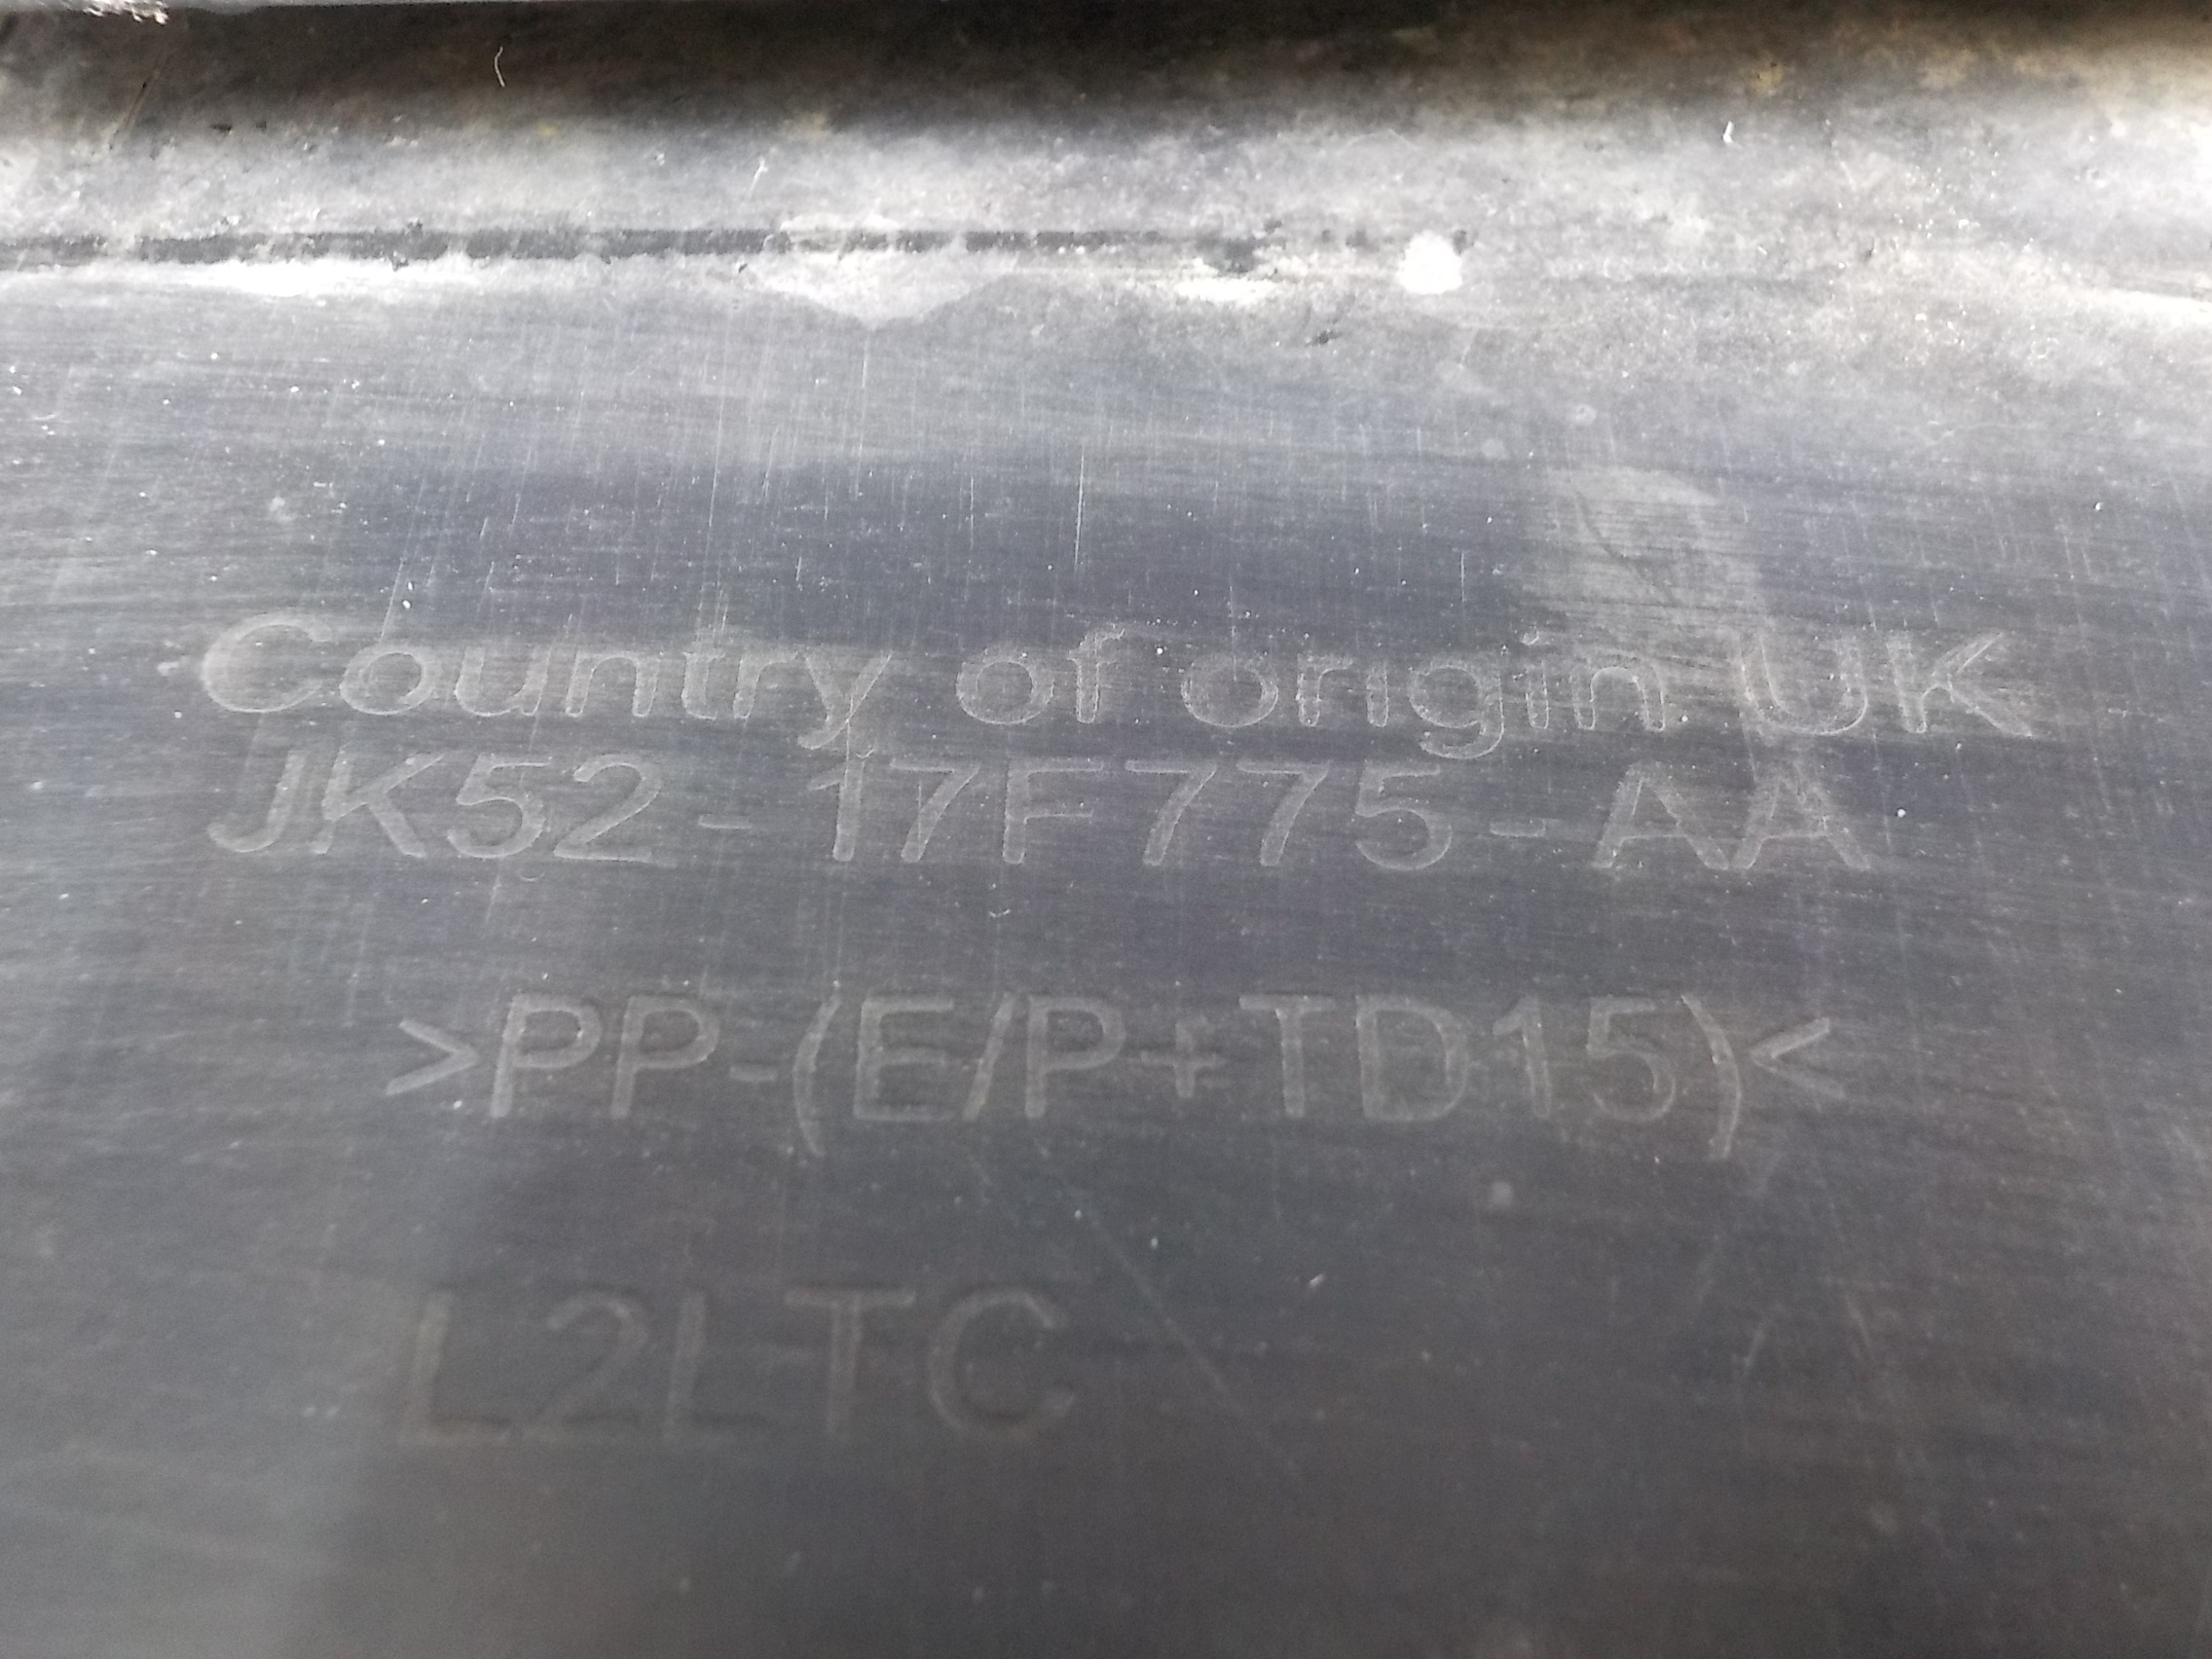 Country of origin UK
JK52-17F775-AA
>PP-(E/P+TD15)<
L2LTC